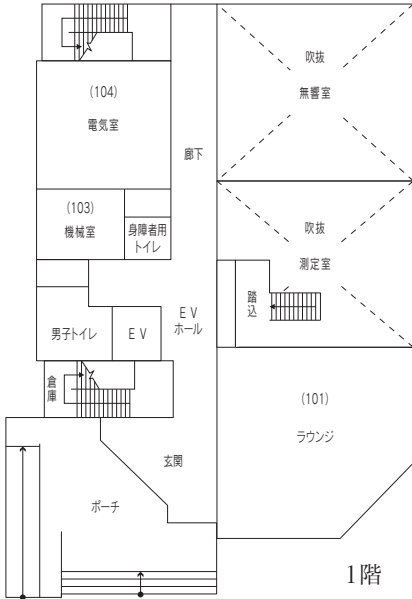 吹抜
無響室
(104)
電気室
廊下
(103)
機械室
身障者用
トイレ
吹抜
測定室
踏込
EV
ホール
男子トイレ
EV
倉庫
(101)
ラウンジ
玄関
ポーチ
1階